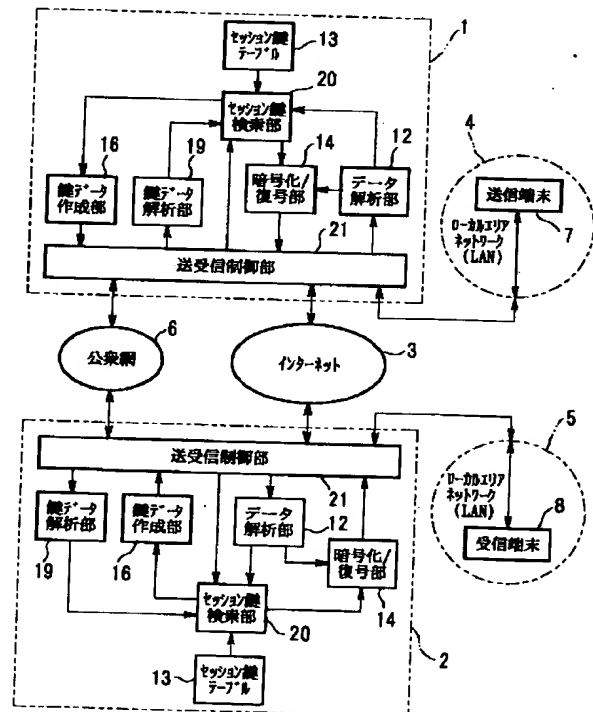 セッション鍵
テーブル
13
1
20
セッション鍵
検索部
16
19
14
12
4
鍵データ
作成部
鍵データ
解析部
暗号化/
復号部
データ
解析部
送信端末
7
ローカルエリア
ネットワーク
(LAN)
21
送受信制御部
6
公衆網
3
インターネット
送受信制御部
21
5
ローカルエリア
ネットワーク
(LAN)
8
受信端末
鍵データ
解析部
19
鍵データ
作成部
16
データ
解析部
12
暗号化/
復号部
14
セッション鍵
検索部
20
13
セッション鍵
テーブル
2